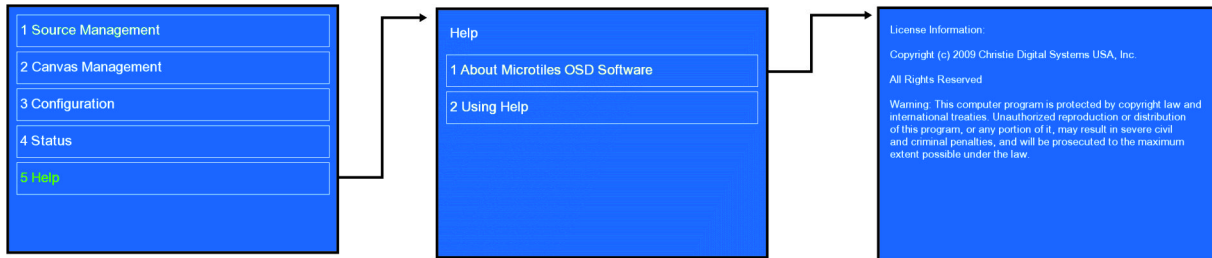 1 Source Management
2 Canvas Management
3 Configuration
4 Status
5 Help
Help
1 About Microtiles OSD Software
2 Using Help
License Information:
Copyright (c) 2009 Christie Digital Systems USA, Inc.
All Rights Reserved
Warning: This computer program is protected by copyright law and
international treaties. Unauthorized reproduction or distribution
of this program, or any portion of it, may result in severe civil
and criminal penalties, and will be prosecuted to the maximum
extent possible under the law.